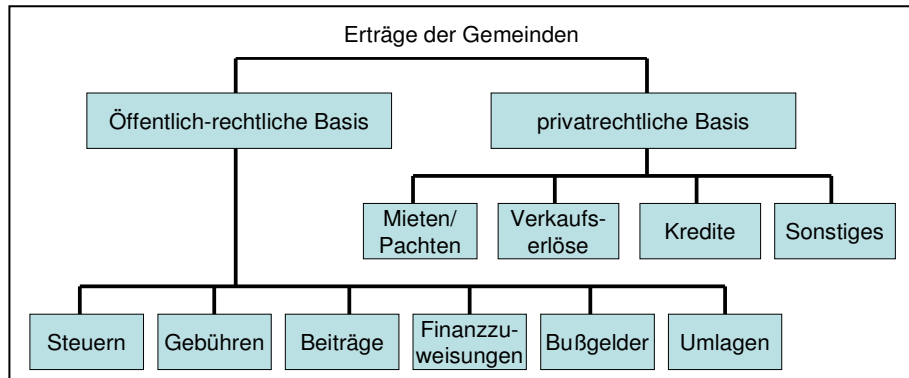 Erträge der Gemeinden
Öffentlich-rechtliche Basis
privatrechtliche Basis
Mieten/
Pachten
Verkaufs-
erlöse
Kredite
Sonstiges
Steuern
Gebühren
Beiträge
Finanzzu-
weisungen
Bußgelder
Umlagen